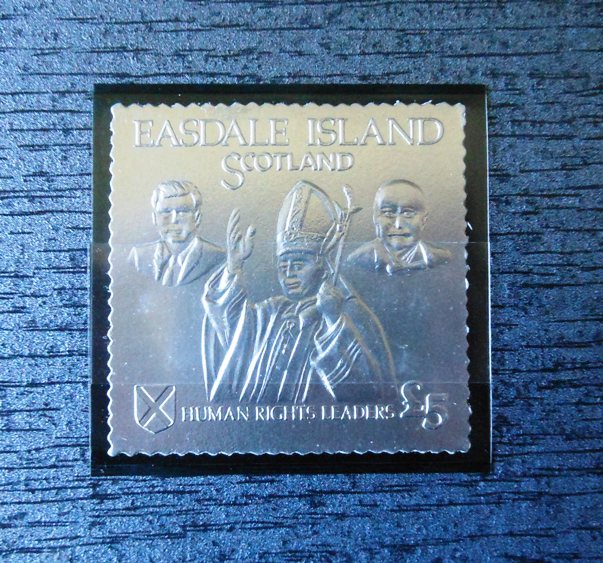 EASDALE ISLAND
SCOTLAND
HUMAN RIGHTS LEADERS £5